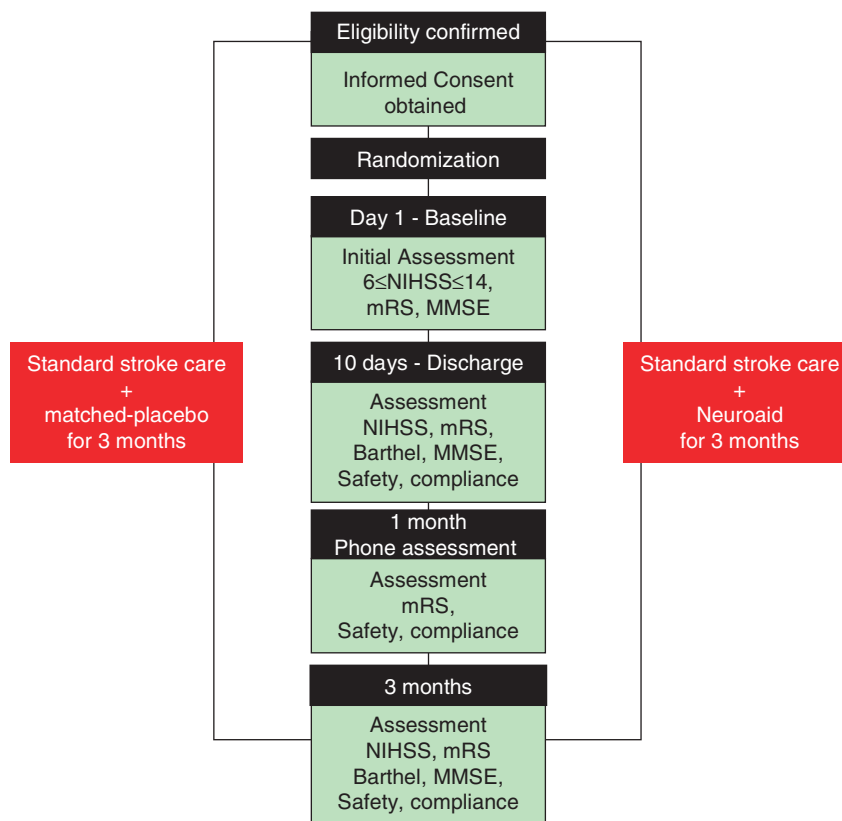 Eligibility confirmed
Informed Consent
obtained
Randomization
Day 1 - Baseline
Initial Assessment
6≤NIHSS≤14,
mRS, MMSE
Standard stroke care
+
matched-placebo
for 3 months
10 days - Discharge
Assessment
NIHSS, mRS,
Barthel, MMSE,
Safety, compliance
Standard stroke care
+
Neuroaid
for 3 months
1 month
Phone assessment
Assessment
mRS,
Safety, compliance
3 months
Assessment
NIHSS, mRS
Barthel, MMSE,
Safety, compliance